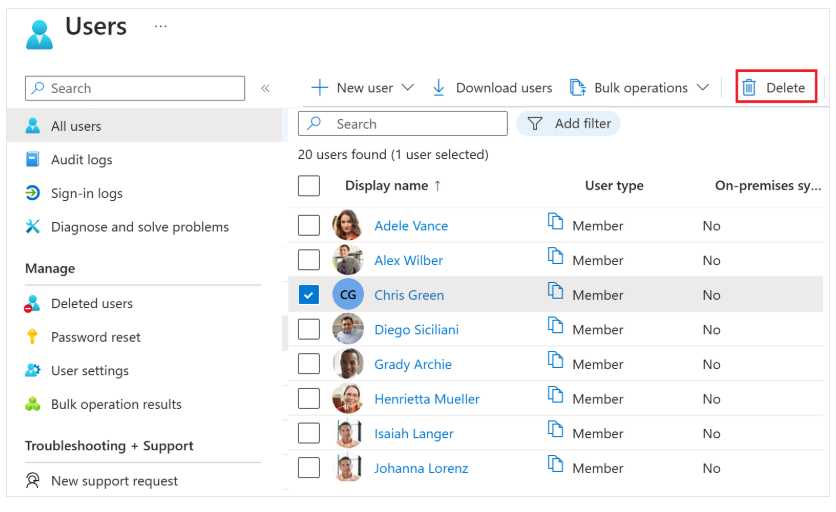 Users ...
Search «
New user Download users Bulk operations Delete
All users
Search Add filter
Audit logs
20 users found (1 user selected)
Sign-in logs
Display name ↑ User type On-premises sy...
Diagnose and solve problems
Adele Vance Member No
Manage
Alex Wilber Member No
Deleted users
CG Chris Green Member No
Password reset
Diego Siciliani Member No
User settings
Grady Archie Member No
Bulk operation results
Henrietta Mueller Member No
Troubleshooting + Support
Isaiah Langer Member No
New support request
Johanna Lorenz Member No